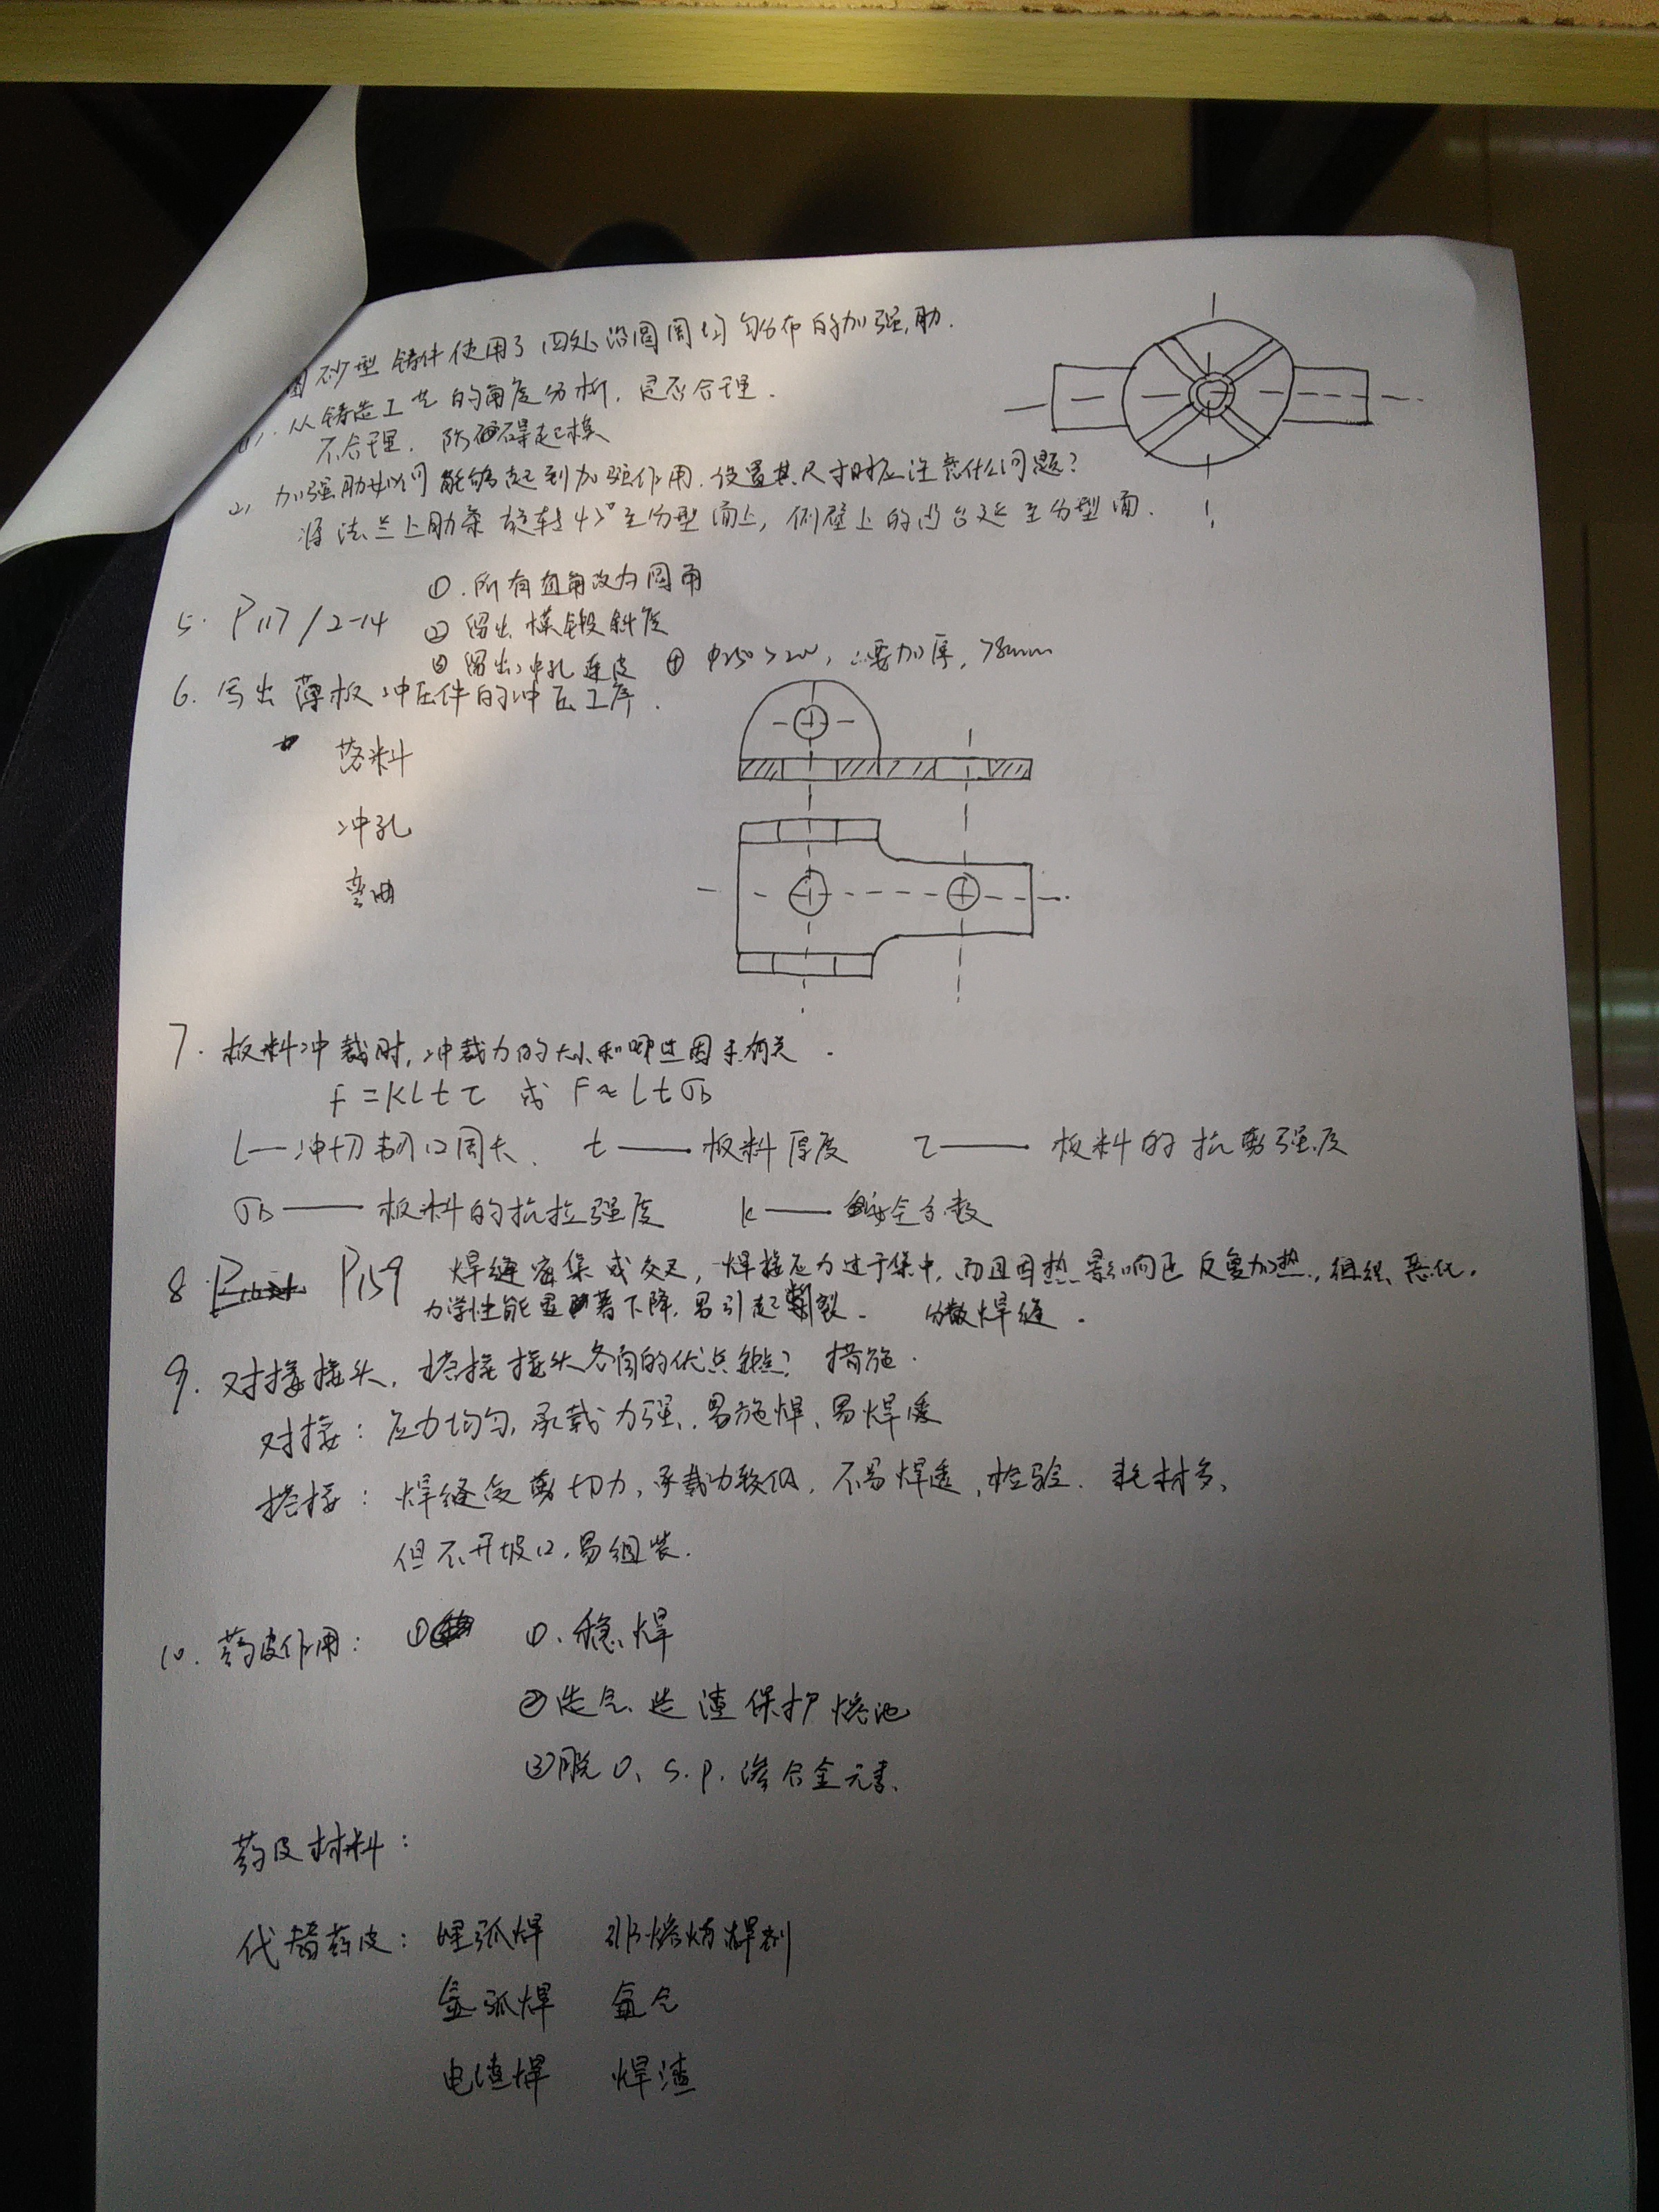 图砂型铸件使用了四处沿圆周均匀分布的加强肋.
(1). 从铸造工艺的角度分析, 是否合理.
不合理. 防碍起模
2, 加强肋如何能够起到加强作用, 设置其尺寸时应注意什么问题?
将法兰上肋条旋转45°至分型面上, 侧壁上的凸台延至分型面.
① . 所有直角改为圆角
5. P117/2-14 ② 留出模锻斜度
③ 留出冲孔连皮 ④ φ250>200, ∴要加厚, >8mm
6. 写出薄板冲压件的冲压工序.
落料
冲孔
弯曲
7. 板料冲裁时, 冲裁力的大小和哪些因素有关.
F=KLtτ 或 F≈Ltσb
L—冲切刃口周长. t——板料厚度 τ——板料的抗剪强度
σb——板料的抗拉强度 k——安全系数
8. P159 焊缝密集或交叉, 焊接应力过于集中, 而且因热影响区反复加热, 组织恶化,
力学性能显著下降, 易引起断裂. 分散焊缝.
9. 对接接头, 搭接接头各自的优点缺点? 措施.
对接: 应力均匀, 承载力强, 易施焊、易焊透
搭接: 焊缝受剪切力, 承载力较低, 不易焊透, 检验. 耗材多,
但不开坡口, 易组装.
10. 药皮作用: ① ①、稳焊
②造气、造渣保护熔池
③脱O、S.P. 渗合金元素.
药皮材料:
代替药皮: 埋弧焊 非熔炼焊剂
氩弧焊 氩气
电渣焊 焊渣